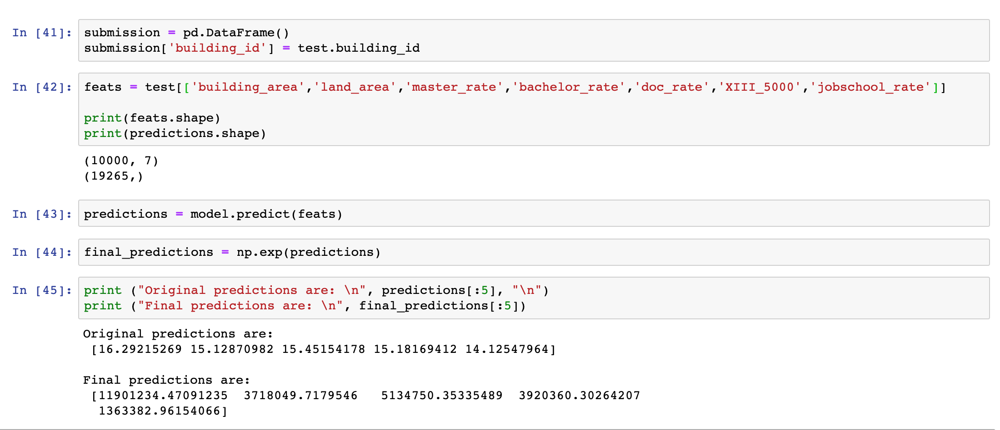 In [41]: submission = pd.DataFrame()
submission['building_id'] = test.building_id
In [42]: feats = test[['building_area','land_area','master_rate','bachelor_rate','doc_rate','XIII_5000','jobschool_rate']]
print(feats.shape)
print(predictions.shape)
(10000, 7)
(19265,)
In [43]: predictions = model.predict(feats)
In [44]: final_predictions = np.exp(predictions)
In [45]: print ("Original predictions are: \n", predictions[:5], "\n")
print ("Final predictions are: \n", final_predictions[:5])
Original predictions are:
[16.29215269 15.12870982 15.45154178 15.18169412 14.12547964]
Final predictions are:
[11901234.47091235  3718049.7179546   5134750.35335489  3920360.30264207
1363382.96154066]